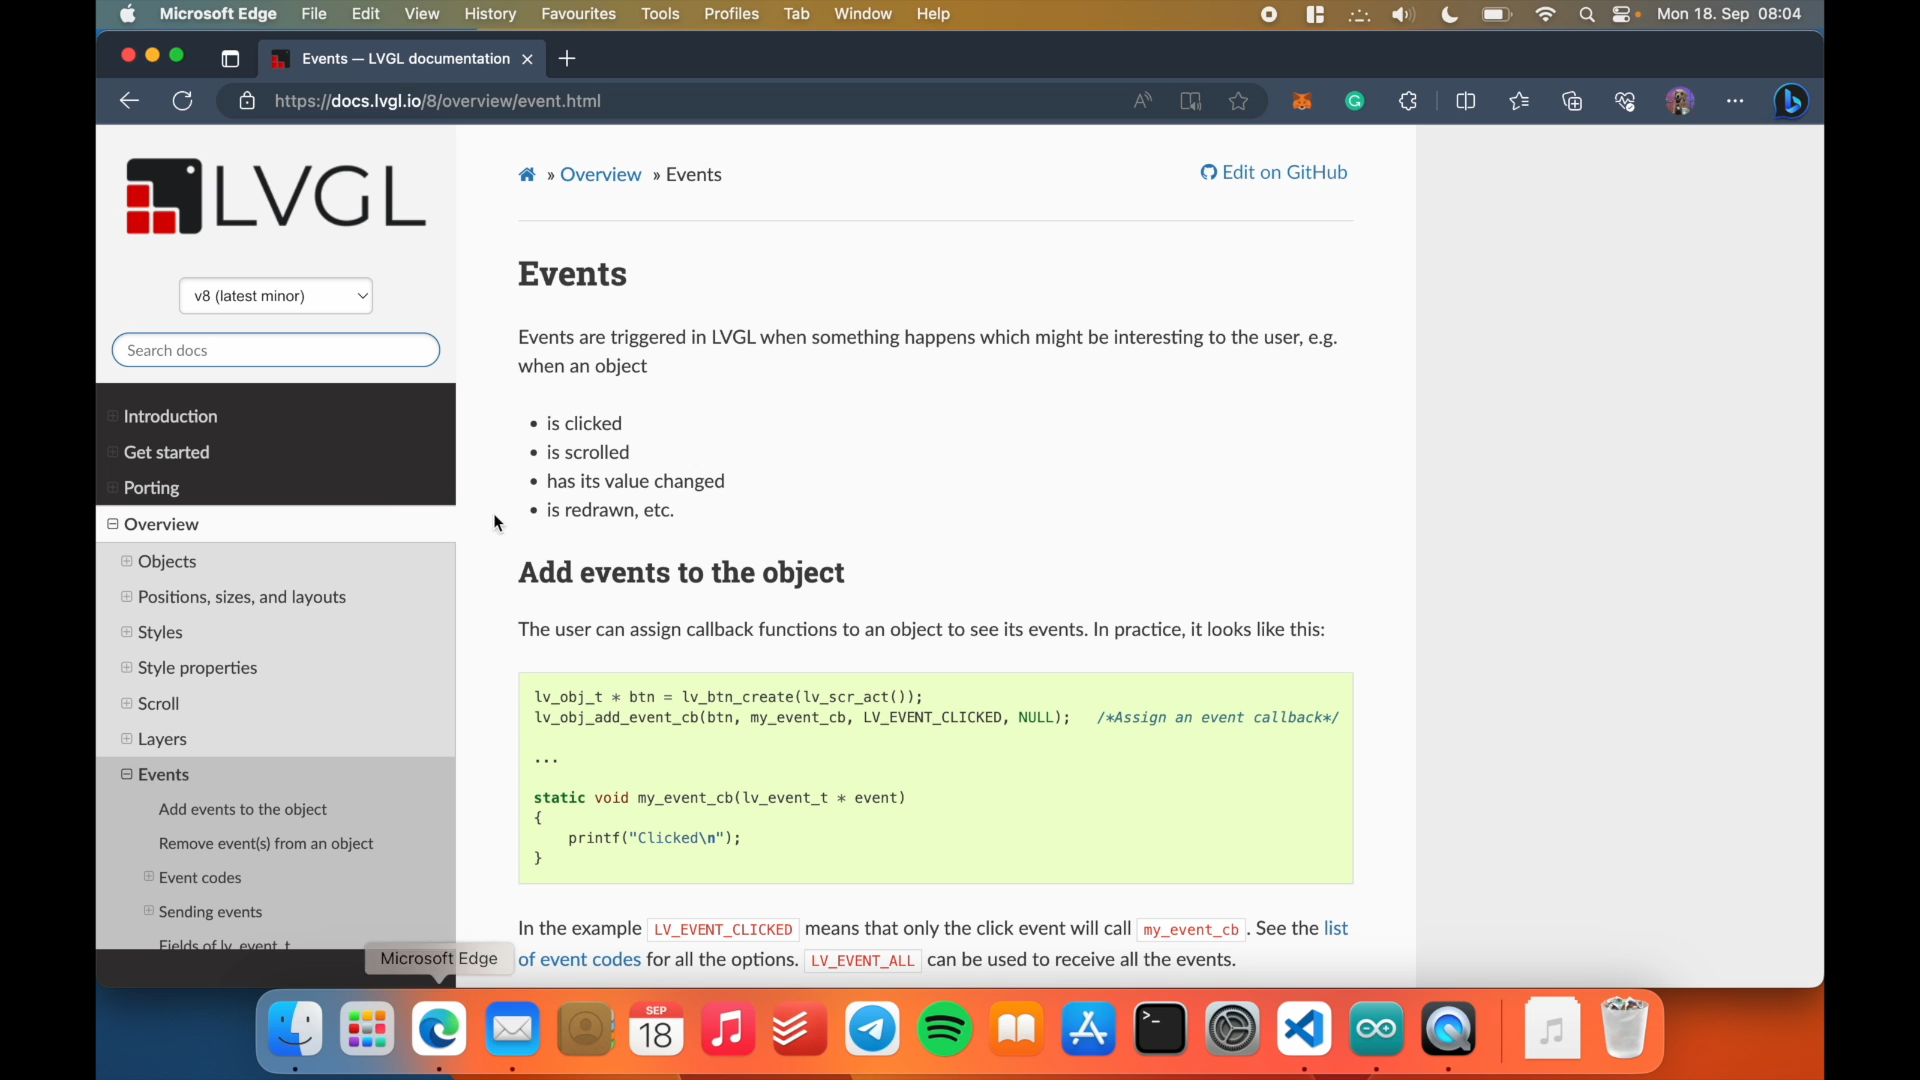 Microsoft Edge File Edit View History Favourites Tools Profiles Tab Window Help Mon 18. Sep 08:04
Events — LVGL documentation
https://docs.lvgl.io/8/overview/event.html
LVGL
v8 (latest minor)
Search docs
Introduction
Get started
Porting
Overview
Objects
Positions, sizes, and layouts
Styles
Style properties
Scroll
Layers
Events
Add events to the object
Remove event(s) from an object
Event codes
Sending events
Fields of lv_event_t
» Overview » Events
Edit on GitHub
Events
Events are triggered in LVGL when something happens which might be interesting to the user, e.g.
when an object
• is clicked
• is scrolled
• has its value changed
• is redrawn, etc.
Add events to the object
The user can assign callback functions to an object to see its events. In practice, it looks like this:
lv_obj_t * btn = lv_btn_create(lv_scr_act());
lv_obj_add_event_cb(btn, my_event_cb, LV_EVENT_CLICKED, NULL);   /*Assign an event callback*/
...
static void my_event_cb(lv_event_t * event)
{
    printf("Clicked\n");
}
In the example LV_EVENT_CLICKED means that only the click event will call my_event_cb. See the list
of event codes for all the options. LV_EVENT_ALL can be used to receive all the events.
Microsoft Edge
SEP
18